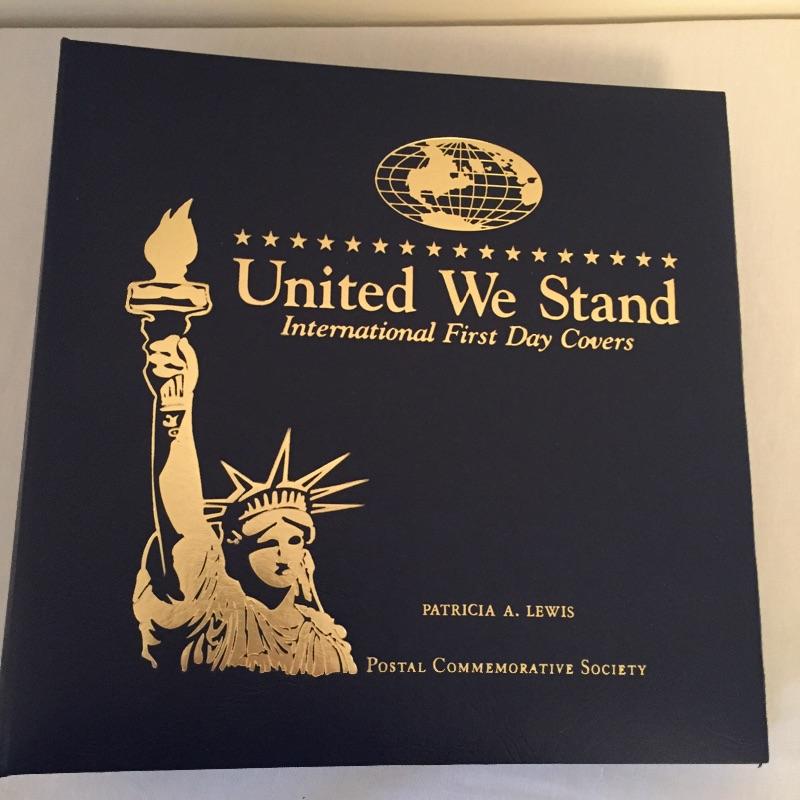 United We Stand
International First Day Covers
PATRICIA A. LEWIS
POSTAL COMMEMORATIVE SOCIETY